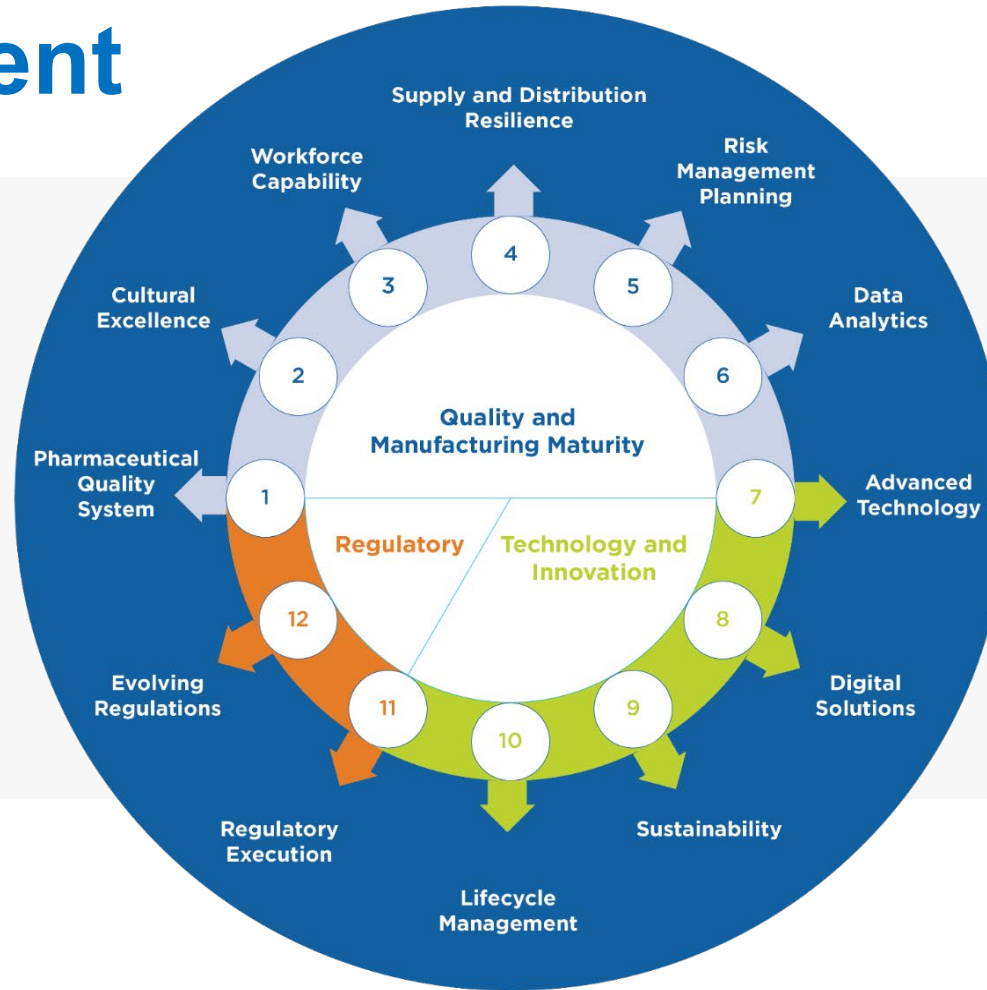 ent
Supply and Distribution
Resilience
Workforce
Capability
Risk
Management
Planning
Cultural
Excellence
Data
Analytics
Pharmaceutical
Quality
System
Advanced
Technology
Evolving
Regulations
Digital
Solutions
Regulatory
Execution
Sustainability
Lifecycle
Management
4
3
5
2
6
1
7
12
8
11
9
10
Quality and
Manufacturing Maturity
Regulatory
Technology and
Innovation